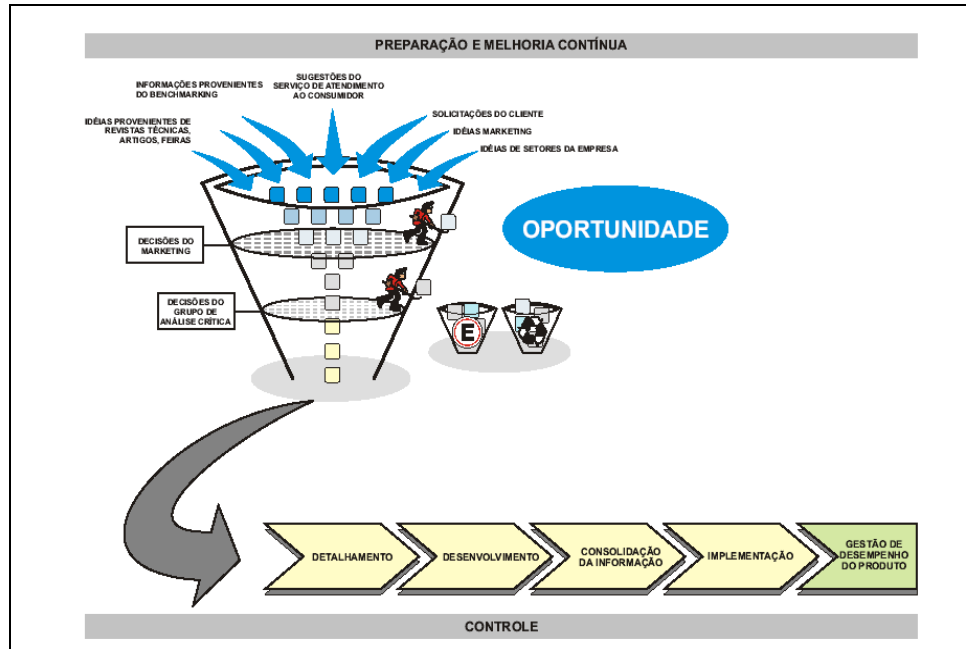 PREPARAÇÃO E MELHORIA CONTÍNUA
SUGESTÕES DO
SERVIÇO DE ATENDIMENTO
AO CONSUMIDOR
INFORMAÇÕES PROVENIENTES
DO BENCHMARKING
SOLICITAÇÕES DO CLIENTE
IDÉIAS PROVENIENTES DE
REVISTAS TÉCNICAS,
ARTIGOS, FEIRAS
IDÉIAS MARKETING
IDÉIAS DE SETORES DA EMPRESA
OPORTUNIDADE
DECISÕES DO
MARKETING
DECISÕES DO
GRUPO DE
ANÁLISE CRÍTICA
E
DETALHAMENTO
DESENVOLVIMENTO
CONSOLIDAÇÃO
DA INFORMAÇÃO
IMPLEMENTAÇÃO
GESTÃO DE
DESEMPENHO
DO PRODUTO
CONTROLE